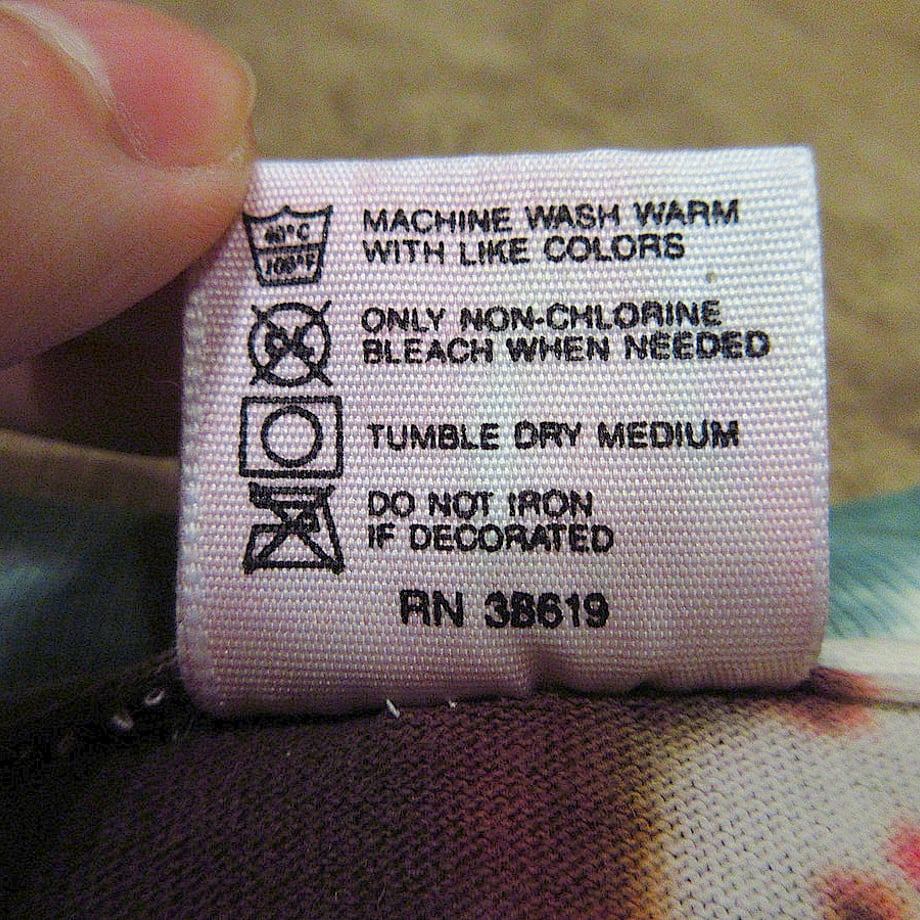 40°C
100°F
MACHINE WASH WARM
WITH LIKE COLORS
ONLY NON-CHLORINE
BLEACH WHEN NEEDED
TUMBLE DRY MEDIUM
DO NOT IRON
IF DECORATED
RN 38619